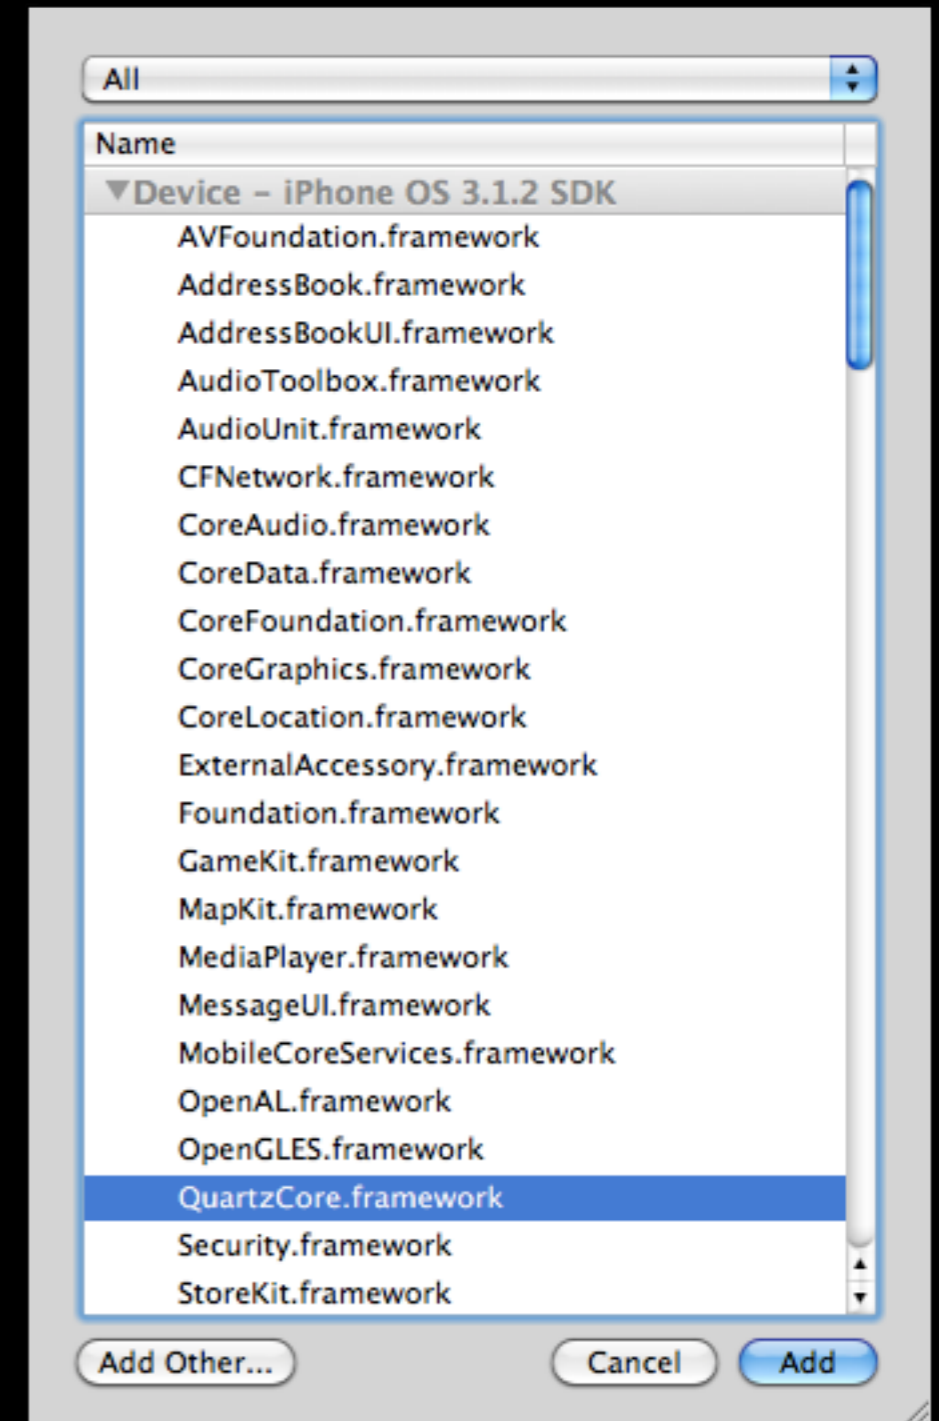 All
Name
Device – iPhone OS 3.1.2 SDK
AVFoundation.framework
AddressBook.framework
AddressBookUI.framework
AudioToolbox.framework
AudioUnit.framework
CFNetwork.framework
CoreAudio.framework
CoreData.framework
CoreFoundation.framework
CoreGraphics.framework
CoreLocation.framework
ExternalAccessory.framework
Foundation.framework
GameKit.framework
MapKit.framework
MediaPlayer.framework
MessageUI.framework
MobileCoreServices.framework
OpenAL.framework
OpenGLES.framework
QuartzCore.framework
Security.framework
StoreKit.framework
Add Other... Cancel Add